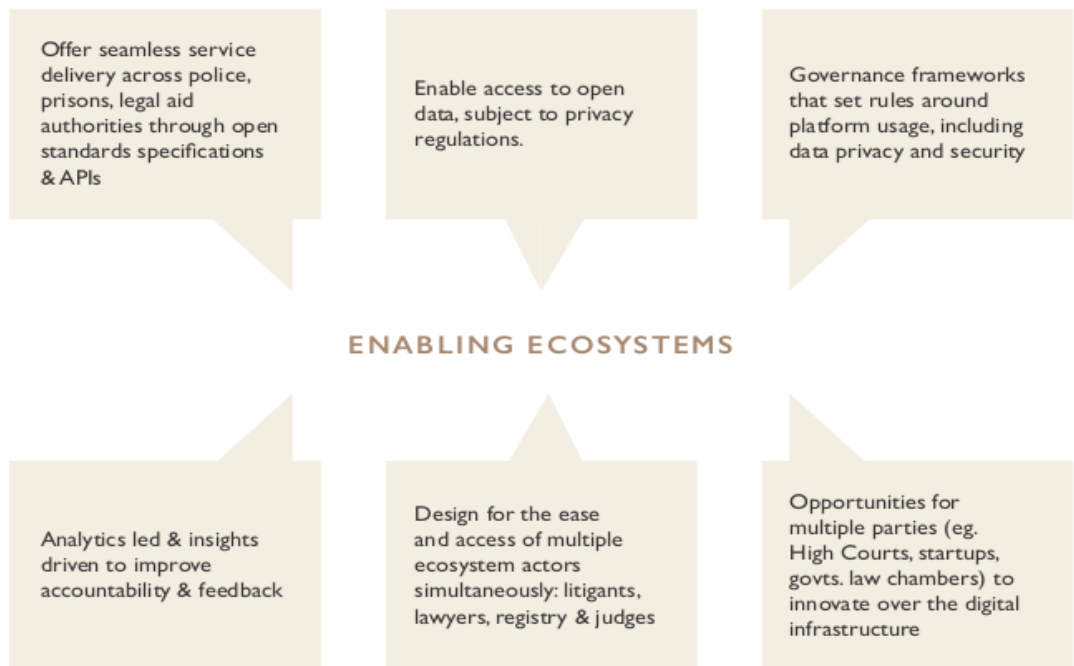 Offer seamless service
delivery across police,
prisons, legal aid
authorities through open
standards specifications
& APIs
Enable access to open
data, subject to privacy
regulations.
Governance frameworks
that set rules around
platform usage, including
data privacy and security
ENABLING ECOSYSTEMS
Analytics led & insights
driven to improve
accountability & feedback
Design for the ease
and access of multiple
ecosystem actors
simultaneously: litigants,
lawyers, registry & judges
Opportunities for
multiple parties (eg.
High Courts, startups,
govts. law chambers) to
innovate over the digital
infrastructure